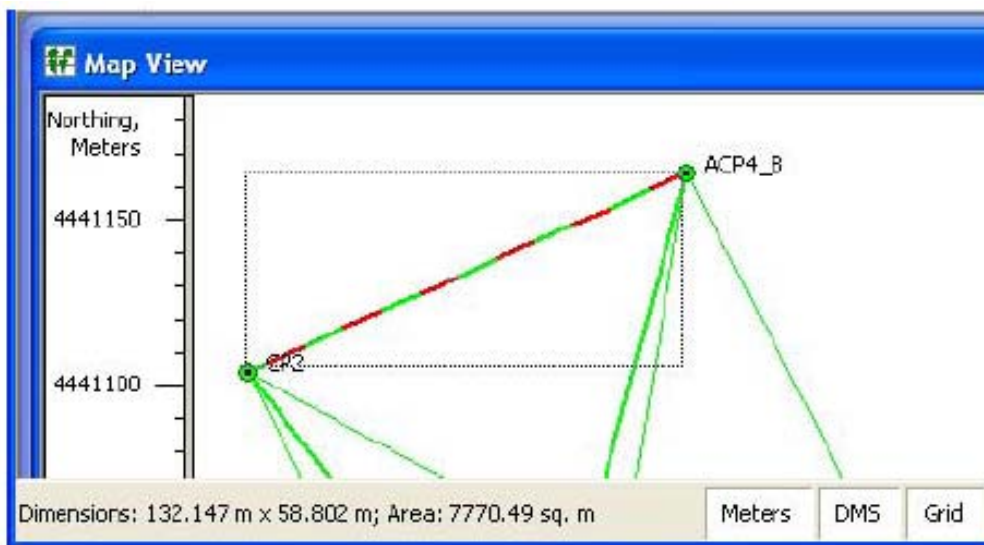 Map View
Northing,
Meters
ACP4_B
4441150
CP2
4441100
Dimensions: 132.147 m x 58.802 m; Area: 7770.49 sq. m
Meters
DMS
Grid